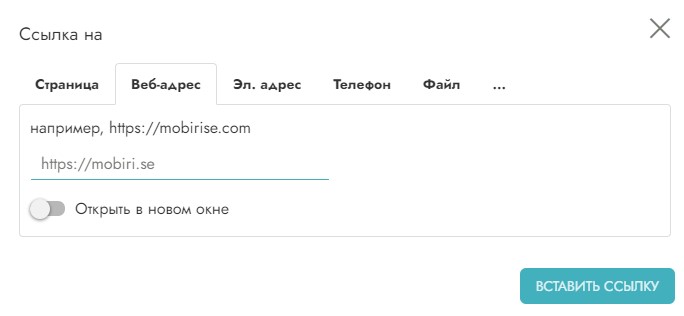 Ссылка на
Страница Веб-адрес Эл. адрес Телефон Файл ...
например, https://mobirise.com
https://mobiri.se
Открыть в новом окне
ВСТАВИТЬ ССЫЛКУ